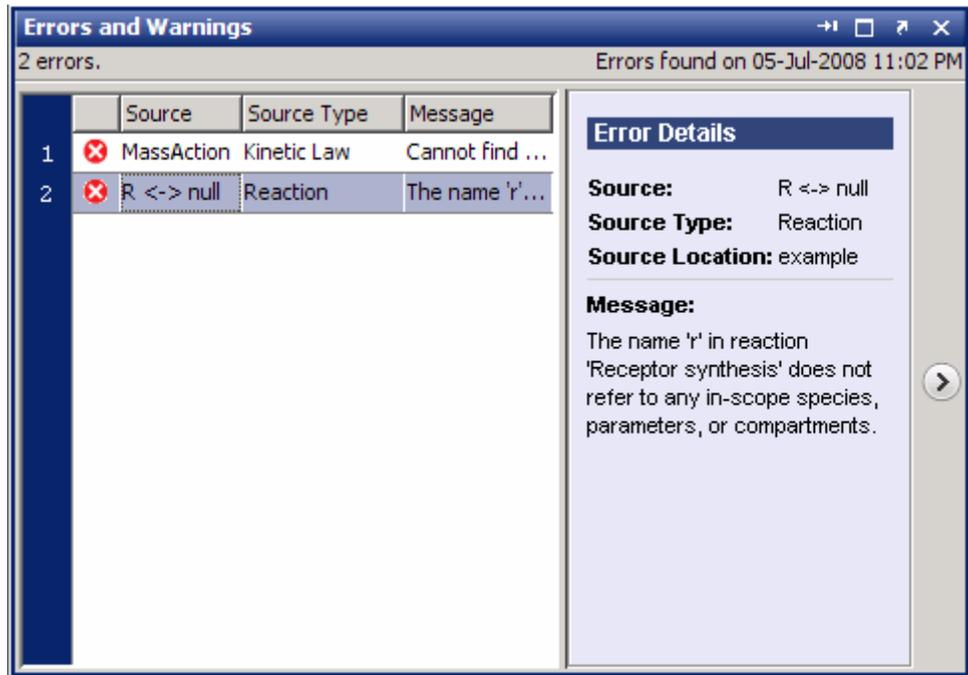 Errors and Warnings
2 errors.
Errors found on 05-Jul-2008 11:02 PM
Source Source Type Message
1 MassAction Kinetic Law Cannot find ...
2 R <-> null Reaction The name 'r'...
Error Details
Source: R <-> null
Source Type: Reaction
Source Location: example
Message:
The name 'r' in reaction
'Receptor synthesis' does not
refer to any in-scope species,
parameters, or compartments.